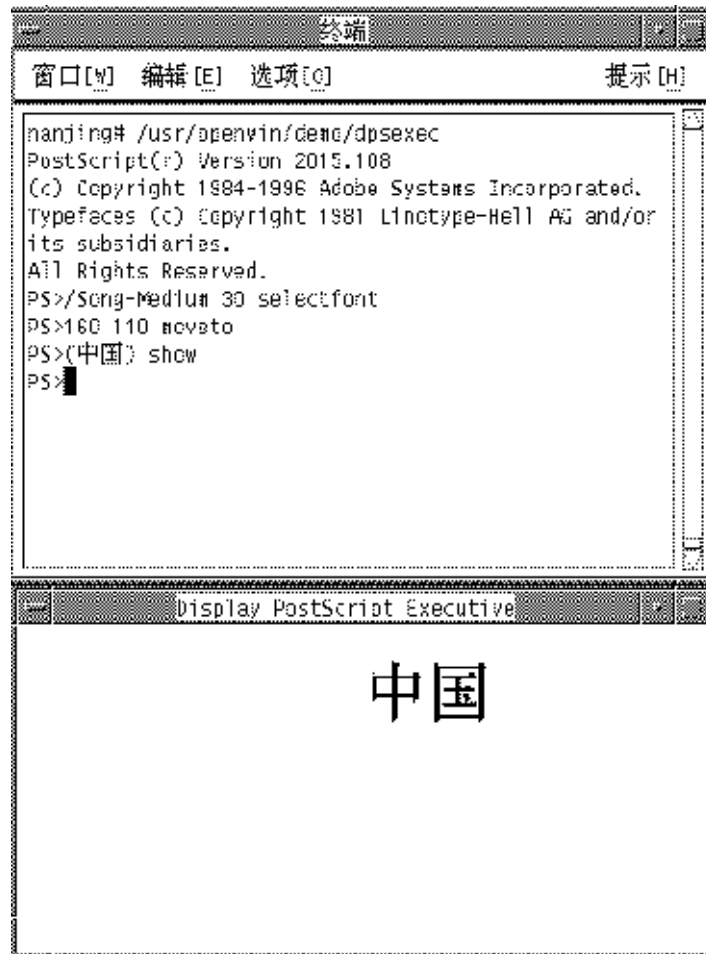 终端
窗口[W] 编辑[E] 选项[O] 提示[H]
nanjing# /usr/openwin/demo/dpsexec
PostScript(r) Version 2015.108
(c) Copyright 1984-1996 Adobe Systems Incorporated.
Typefaces (c) Copyright 1981 Linotype-Hell AG and/or
its subsidiaries.
All Rights Reserved.
PS>/Song-Medium 30 selectfont
PS>160 110 moveto
PS>(中国) show
PS>
Display PostScript Executive
中国